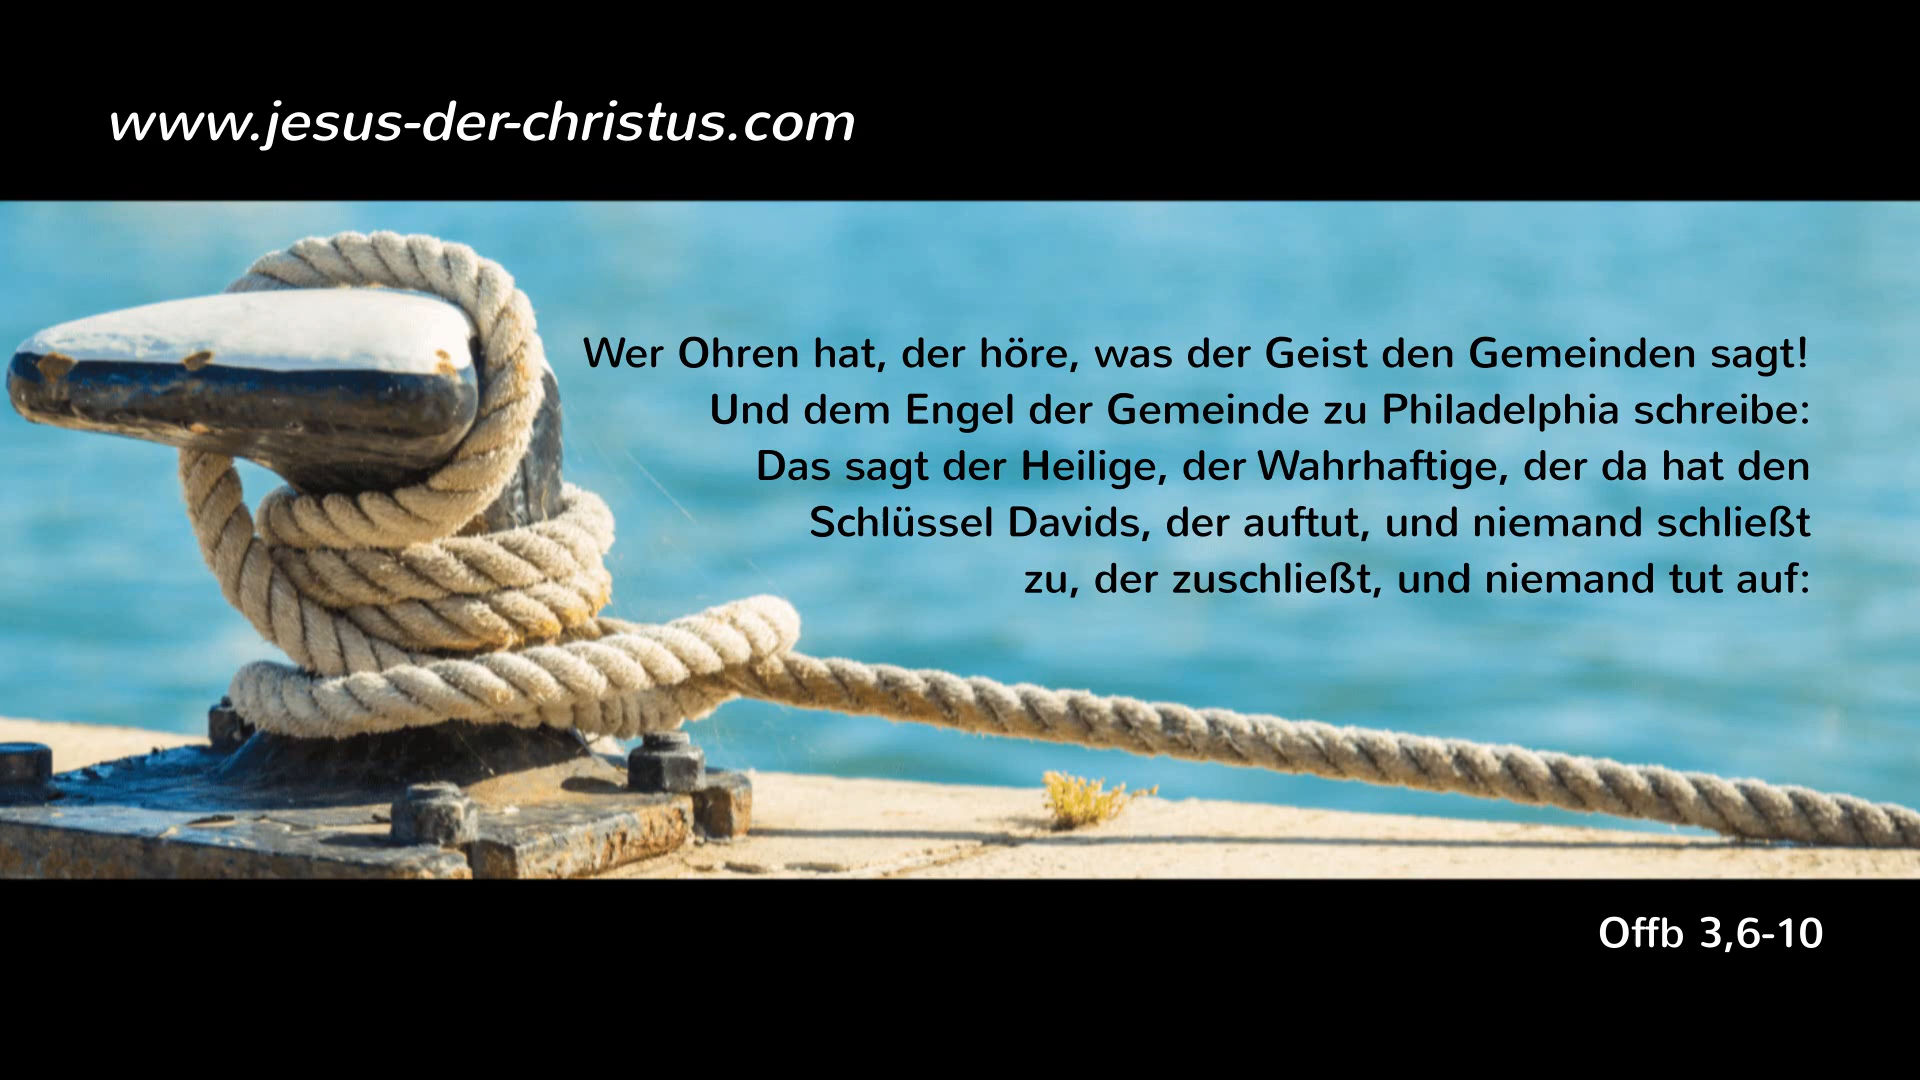 www.jesus-der-christus.com
Wer Ohren hat, der höre, was der Geist den Gemeinden sagt!
Und dem Engel der Gemeinde zu Philadelphia schreibe:
Das sagt der Heilige, der Wahrhaftige, der da hat den
Schlüssel Davids, der auftut, und niemand schließt
zu, der zuschließt, und niemand tut auf:
Offb 3,6-10